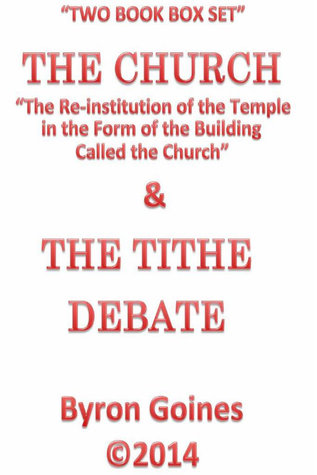 “TWO BOOK BOX SET”
THE CHURCH
“The Re-institution of the Temple
in the Form of the Building
Called the Church”
&
THE TITHE
DEBATE
Byron Goines
©2014